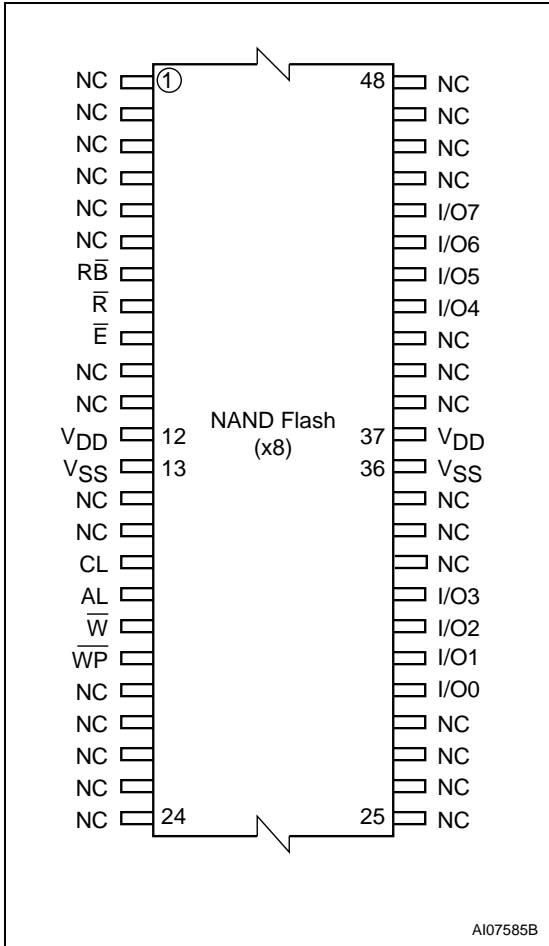 NC 1 48 NC
NC NC
NC NC
NC NC
NC I/O7
NC I/O6
RB̅ I/O5
R̅ I/O4
E̅ NC
NC NC
NC NC
NAND Flash
(x8)
VDD 12 37 VDD
VSS 13 36 VSS
NC NC
NC NC
CL NC
AL I/O3
W̅ I/O2
W̅P̅ I/O1
NC I/O0
NC NC
NC NC
NC NC
NC 24 25 NC
AI07585B